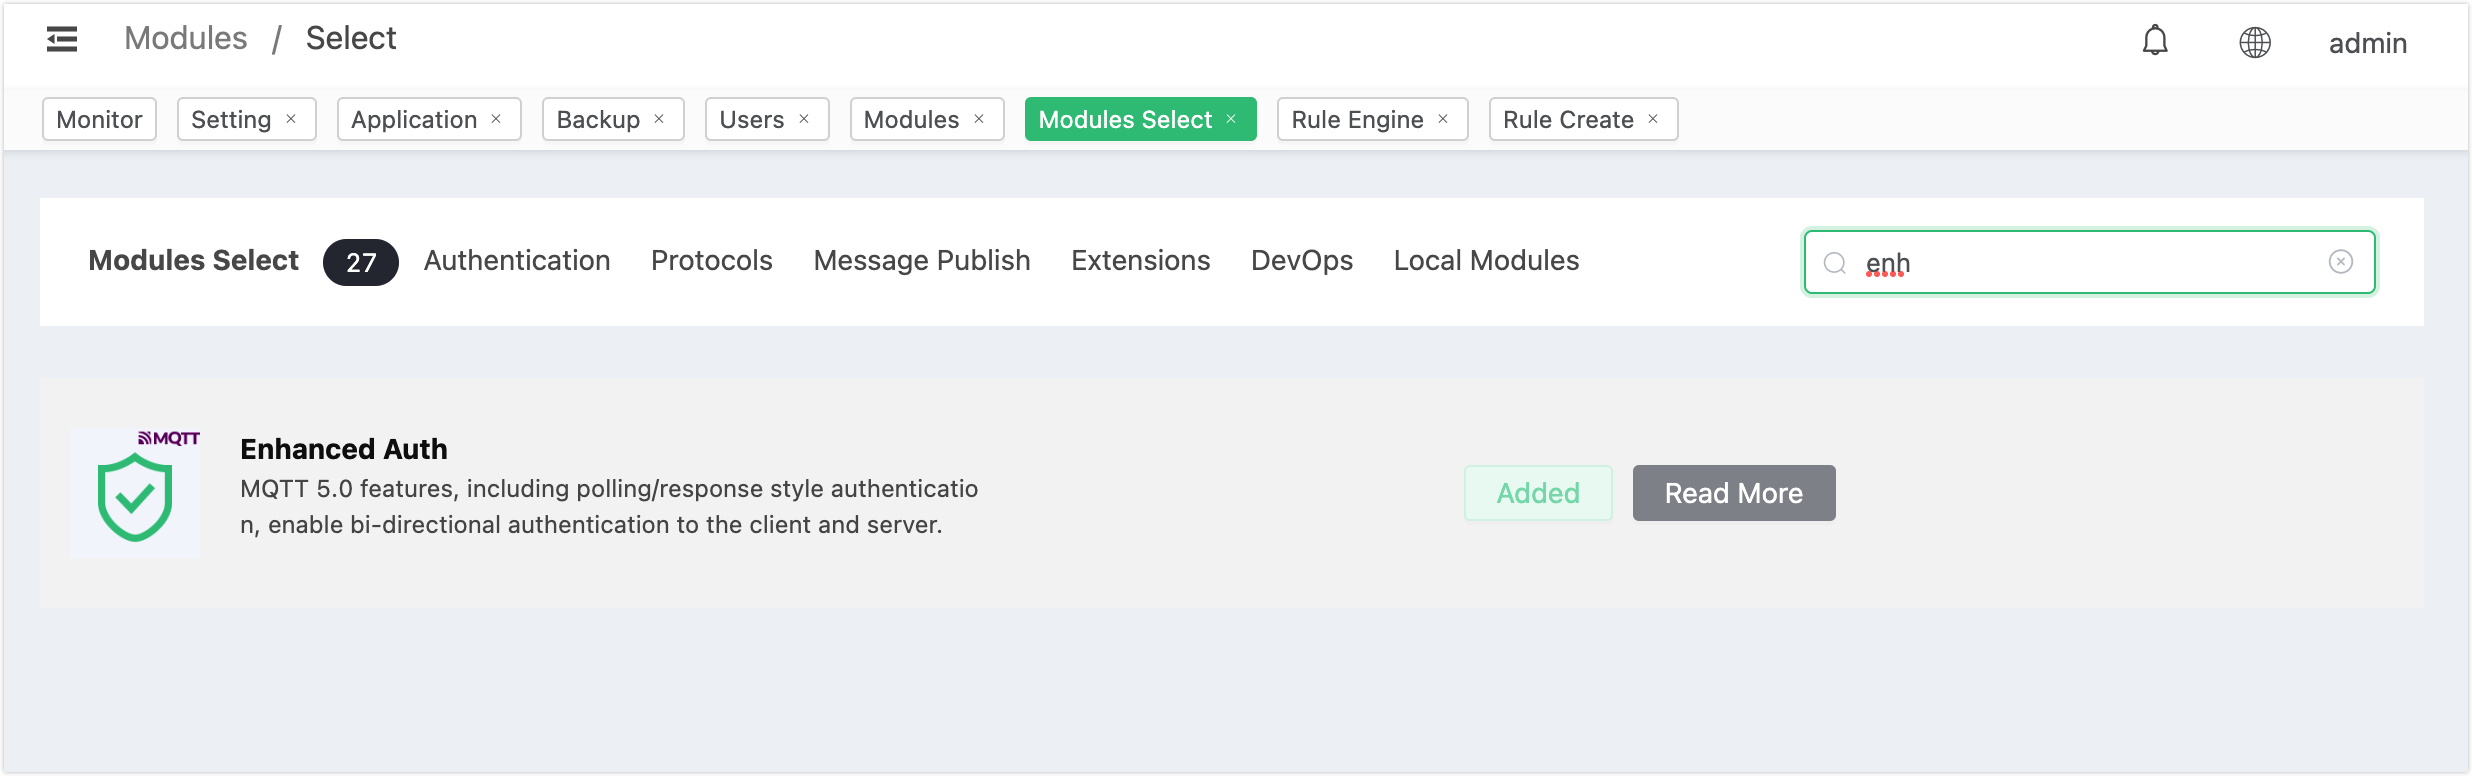 Modules / Select
admin
Monitor Setting × Application × Backup × Users × Modules × Modules Select × Rule Engine × Rule Create ×
Modules Select 27 Authentication Protocols Message Publish Extensions DevOps Local Modules
enh
MQTT
Enhanced Auth
MQTT 5.0 features, including polling/response style authenticatio
n, enable bi-directional authentication to the client and server.
Added
Read More